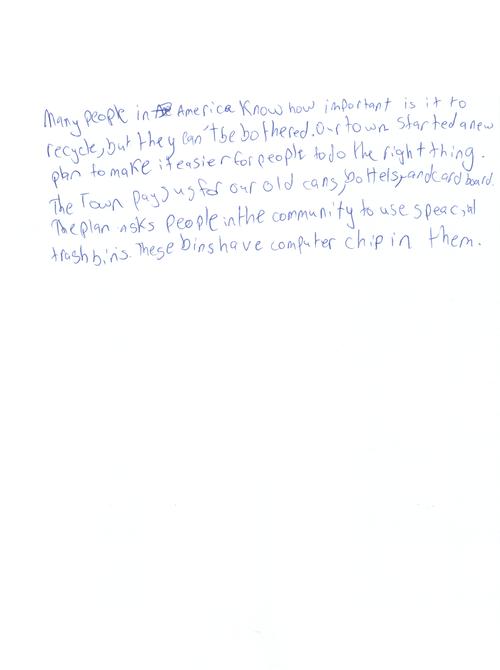 Many people in America know how important is it to
recycle, but they can't be bothered. Our town started a new
plan to make it easier for people to do the right thing.
The Town pays us for our old cans, bottels, and card board.
The plan asks people in the community to use speacial
trash bins. These bins have computer chip in them.